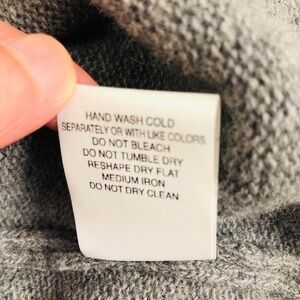 HAND WASH COLD
SEPARATELY OR WITH LIKE COLORS
DO NOT BLEACH
DO NOT TUMBLE DRY
RESHAPE DRY FLAT
MEDIUM IRON
DO NOT DRY CLEAN